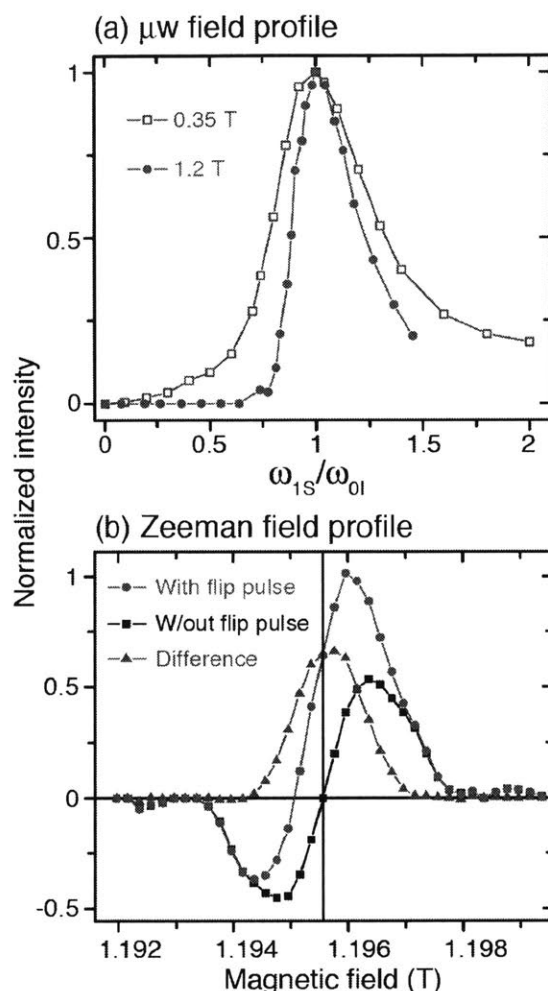 (a) μw field profile
1
0.5
0
0.35 T
1.2 T
0 0.5 1 1.5 2
ω1S/ω0I
Normalized intensity
(b) Zeeman field profile
1
0.5
0
-0.5
With flip pulse
W/out flip pulse
Difference
1.192 1.194 1.196 1.198
Magnetic field (T)